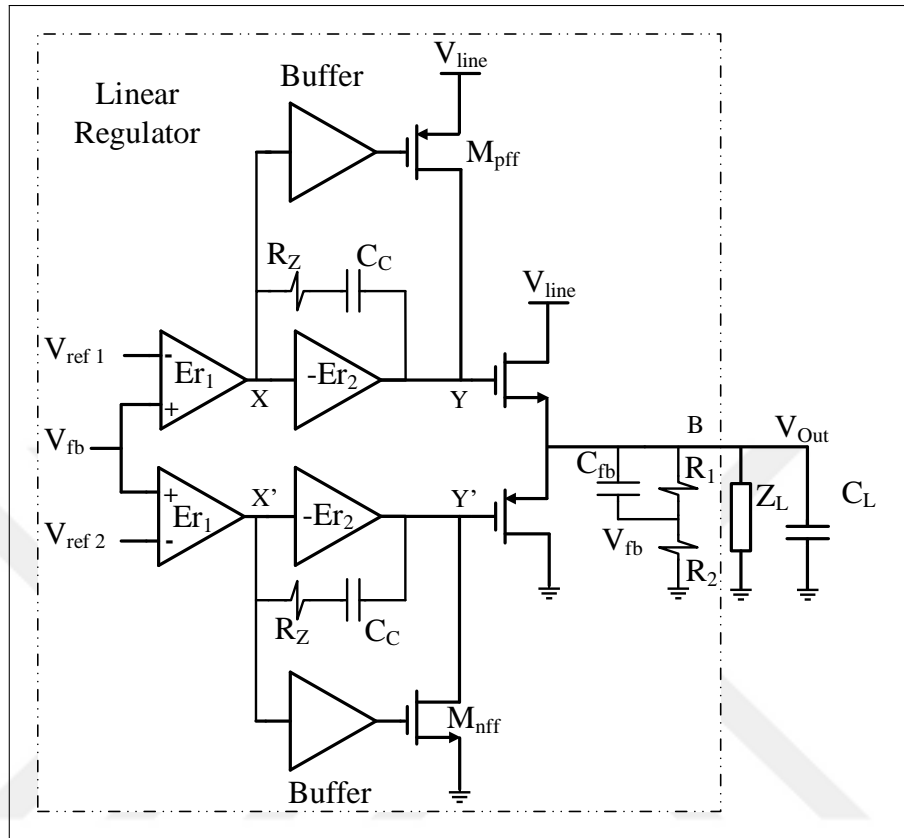 V_line
Buffer
Linear
Regulator
M_pff
R_Z
C_C
V_line
V_ref 1
-
Er_1
+
X
-Er_2
Y
B
V_Out
V_fb
C_fb
R_1
Z_L
C_L
+
Er_1
-
X'
-Er_2
Y'
V_fb
V_ref 2
R_2
R_Z
C_C
M_nff
Buffer